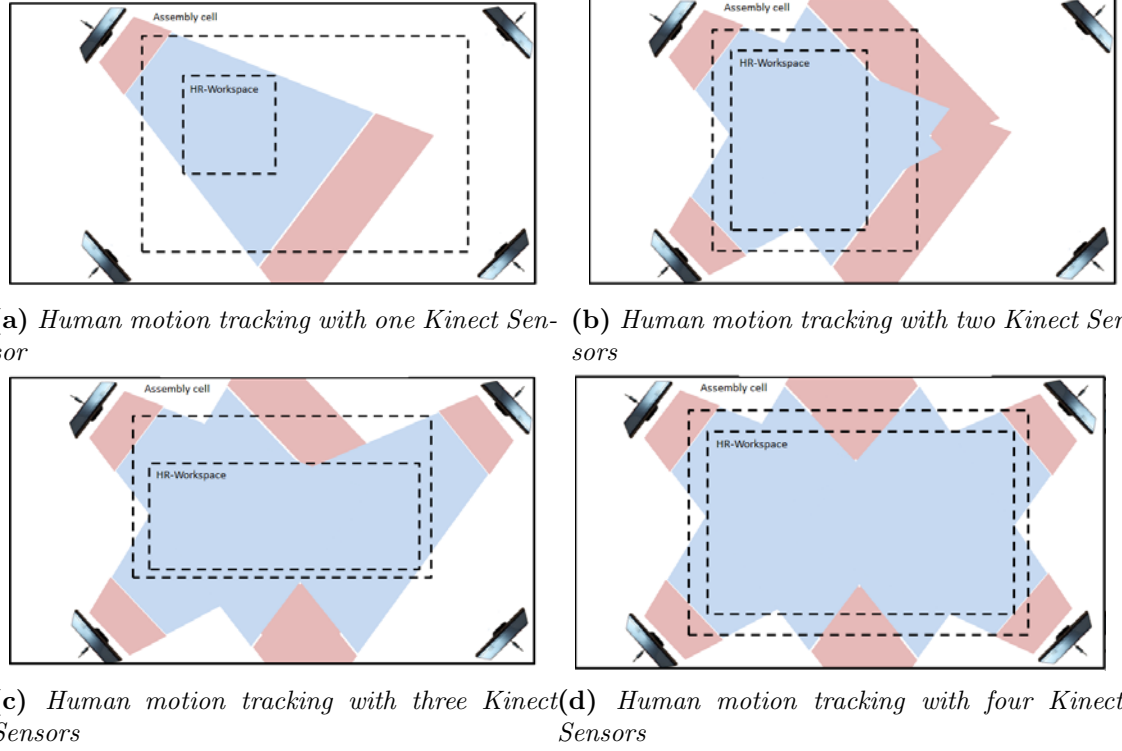 Assembly cell
HR-Workspace
Assembly cell
HR-Workspace
(a) Human motion tracking with one Kinect Sen-
sor
(b) Human motion tracking with two Kinect Sen-
sors
Assembly cell
HR-Workspace
Assembly cell
HR-Workspace
(c) Human motion tracking with three Kinect
Sensors
(d) Human motion tracking with four Kinect
Sensors